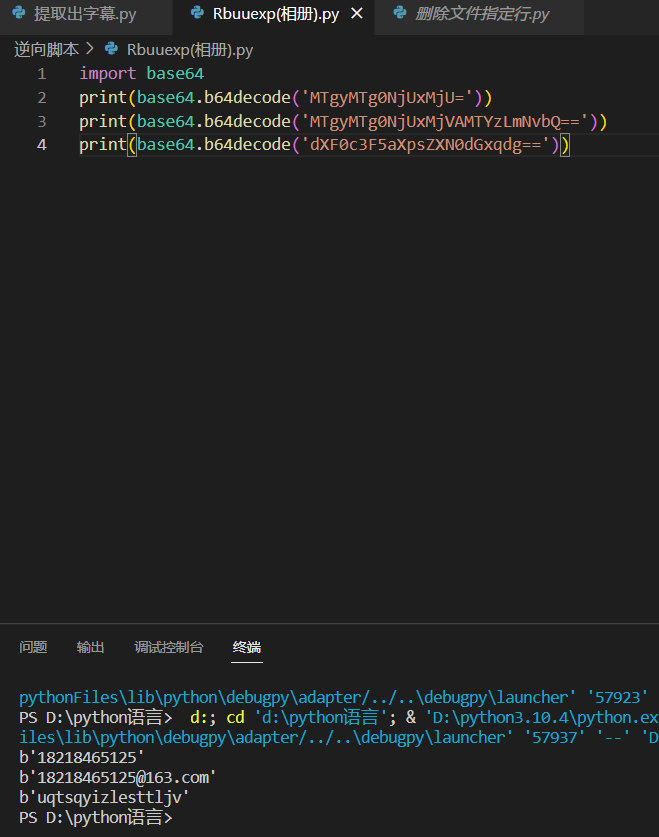 提取出字幕.py Rbuuexp(相册).py × 删除文件指定行.py
逆向脚本 > Rbuuexp(相册).py
1 import base64
2 print(base64.b64decode('MTgyMTg0NjUxMjU='))
3 print(base64.b64decode('MTgyMTg0NjUxMjVAMTYzLmNvbQ=='))
4 print(base64.b64decode('dXF0c3F5aXpsZXN0dGxqdg=='))
问题 输出 调试控制台 终端
pythonFiles\lib\python\debugpy\adapter/../..\debugpy\launcher' '57923'
PS D:\python语言> d:; cd 'd:\python语言'; & 'D:\python3.10.4\python.ex
iles\lib\python\debugpy\adapter/../..\debugpy\launcher' '57937' '--' 'D
b'18218465125'
b'18218465125@163.com'
b'uqtsqyizlesttljv'
PS D:\python语言>